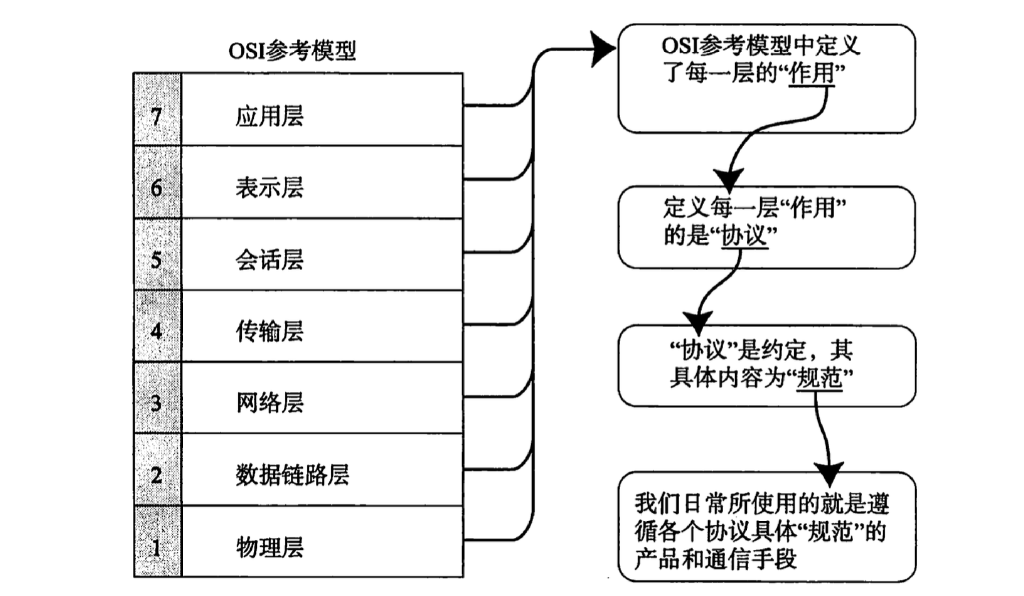 OSI参考模型
7 应用层
6 表示层
5 会话层
4 传输层
3 网络层
2 数据链路层
1 物理层
OSI参考模型中定义
了每一层的“作用”
定义每一层“作用”
的是“协议”
“协议”是约定，其
具体内容为“规范”
我们日常所使用的就是遵
循各个协议具体“规范”的
产品和通信手段